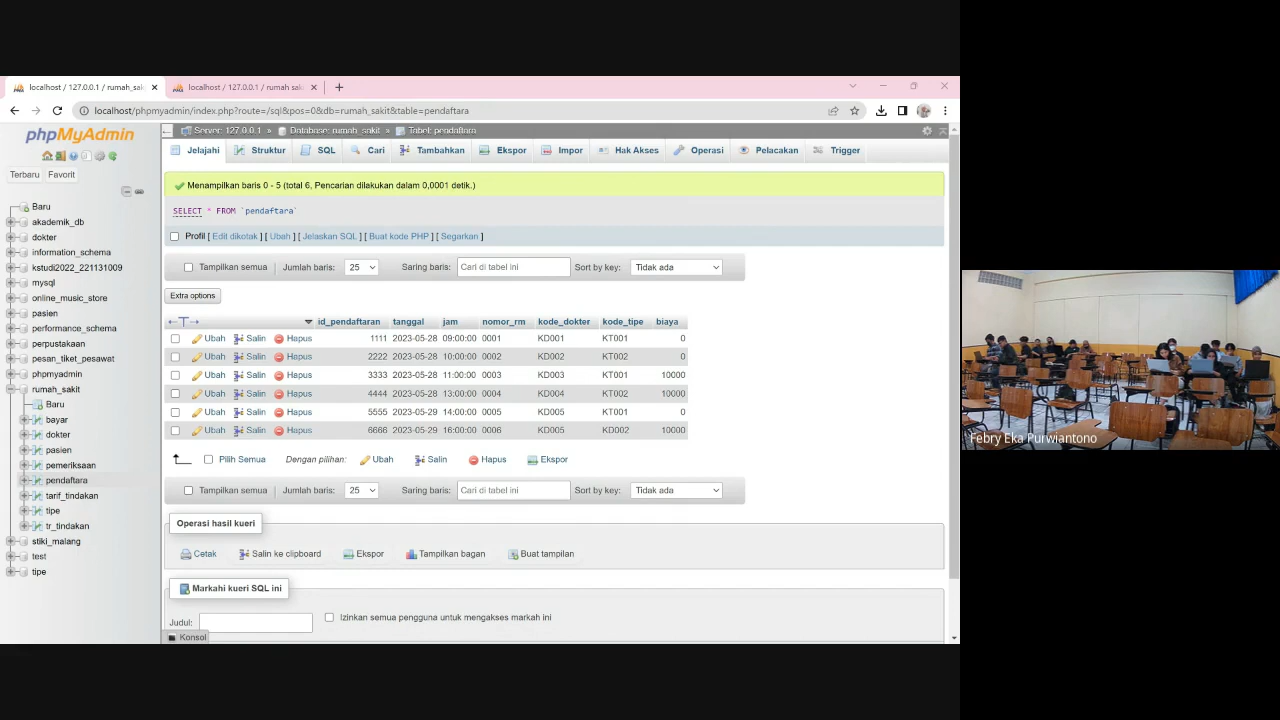 localhost / 127.0.0.1 / rumah_sak
localhost / 127.0.0.1 / rumah_sakit
localhost/phpmyadmin/index.php?route=/sql&pos=0&db=rumah_sakit&table=pendaftara
phpMyAdmin
Terbaru Favorit
Baru
akademik_db
dokter
information_schema
kstudi2022_221131009
mysql
online_music_store
pasien
performance_schema
perpustakaan
pesan_tiket_pesawat
phpmyadmin
rumah_sakit
Baru
bayar
dokter
pasien
pemeriksaan
pendaftara
tarif_tindakan
tipe
tr_tindakan
stiki_malang
test
tipe
Server: 127.0.0.1 » Database: rumah_sakit » Tabel: pendaftara
Jelajahi Struktur SQL Cari Tambahkan Ekspor Impor Hak Akses Operasi Pelacakan Trigger
Menampilkan baris 0 - 5 (total 6, Pencarian dilakukan dalam 0,0001 detik.)
SELECT * FROM `pendaftara`
Profil [ Edit dikotak ] [ Ubah ] [ Jelaskan SQL ] [ Buat kode PHP ] [ Segarkan ]
Tampilkan semua | Jumlah baris: 25 Saring baris: Cari di tabel ini Sort by key: Tidak ada
Extra options
←T→ id_pendaftaran tanggal jam nomor_rm kode_dokter kode_tipe biaya
Ubah Salin Hapus 1111 2023-05-28 09:00:00 0001 KD001 KT001 0
Ubah Salin Hapus 2222 2023-05-28 10:00:00 0002 KD002 KT002 0
Ubah Salin Hapus 3333 2023-05-28 11:00:00 0003 KD003 KT001 10000
Ubah Salin Hapus 4444 2023-05-28 13:00:00 0004 KD004 KT002 10000
Ubah Salin Hapus 5555 2023-05-29 14:00:00 0005 KD005 KT001 0
Ubah Salin Hapus 6666 2023-05-29 16:00:00 0006 KD005 KD002 10000
Pilih Semua Dengan pilihan: Ubah Salin Hapus Ekspor
Tampilkan semua | Jumlah baris: 25 Saring baris: Cari di tabel ini Sort by key: Tidak ada
Operasi hasil kueri
Cetak Salin ke clipboard Ekspor Tampilkan bagan Buat tampilan
Markahi kueri SQL ini
Judul: Izinkan semua pengguna untuk mengakses markah ini
Konsol
Febry Eka Purwiantono